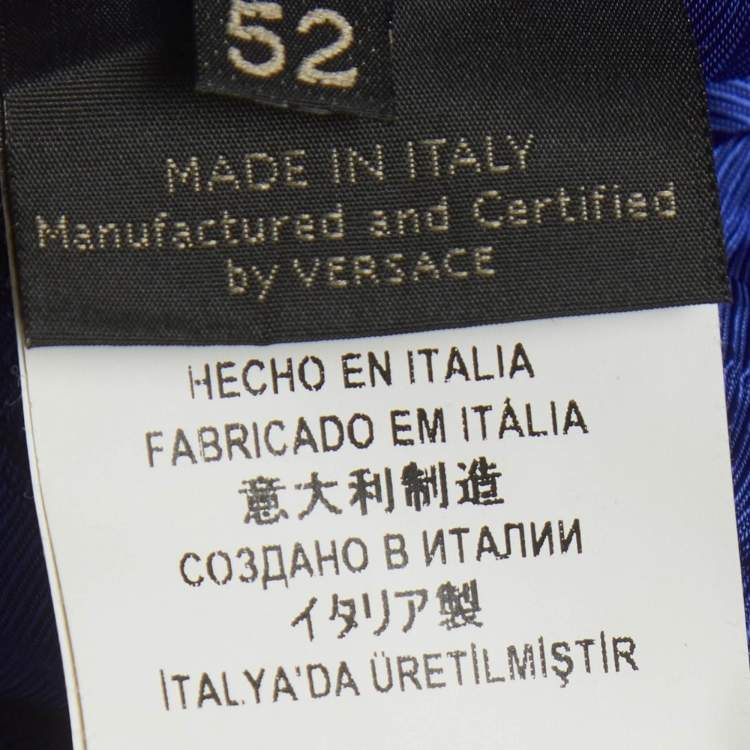 52
MADE IN ITALY
Manufactured and Certified
by VERSACE
HECHO EN ITALIA
FABRICADO EM ITÁLIA
意大利制造
СОЗДАНО В ИТАЛИИ
イタリア製
İTALYA'DA ÜRETİLMİŞTİR